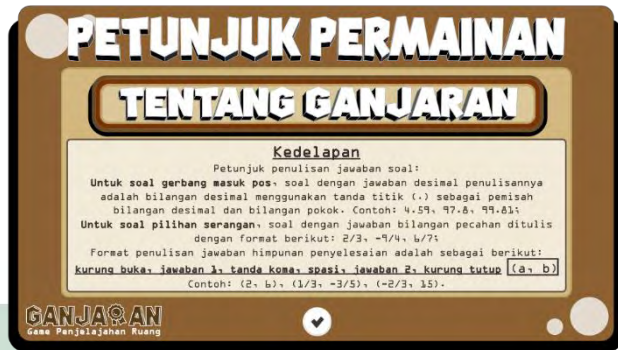 PETUNJUK PERMAINAN
TENTANG GANJARAN
Kedelapan
Petunjuk penulisan jawaban soal:
Untuk soal gerbang masuk pos, soal dengan jawaban desimal penulisannya
adalah bilangan desimal menggunakan tanda titik (.) sebagai pemisah
bilangan desimal dan bilangan pokok. Contoh: 4.59, 97.8, 99.81;
Untuk soal pilihan serangan, soal dengan jawaban bilangan pecahan ditulis
dengan format berikut: 2/3, -9/4, 6/7;
Format penulisan jawaban himpunan penyelesaian adalah sebagai berikut:
kurung buka, jawaban 1, tanda koma, spasi, jawaban 2, kurung tutup (a, b)
Contoh: (2, 6), (1/3, -3/5), (-2/3, 15).
GANJARAN
Game Penjelajahan Ruang